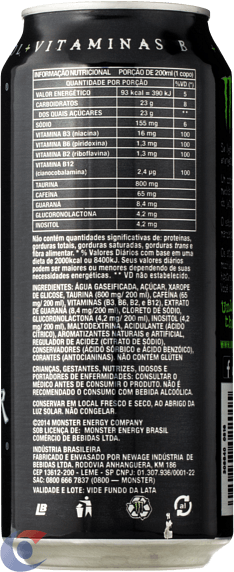 L+VITAMINAS B
INFORMAÇÃO NUTRICIONAL PORÇÃO DE 200ml (1 copo)
QUANTIDADE POR PORÇÃO %VD (*)
VALOR ENERGÉTICO 93 kcal = 390 kJ 5
CARBOIDRATOS 23 g 8
DOS QUAIS AÇÚCARES 23 g **
SÓDIO 155 mg 6
VITAMINA B3 (niacina) 16 mg 100
VITAMINA B6 (piridoxina) 1,3 mg 100
VITAMINA B2 (riboflavina) 1,3 mg 100
VITAMINA B12
(cianocobalamina) 2,4 µg 100
TAURINA 800 mg
CAFEÍNA 65 mg
GUARANA 8,4 mg
GLUCORONOLACTONA 4,2 mg
INOSITOL 4,2 mg
Não contém quantidades significativas de: proteínas,
gorduras totais, gorduras saturadas, gorduras trans e
fibra alimentar. * % Valores Diários com base em uma
dieta de 2000kcal ou 8400kJ. Seus valores diários
podem ser maiores ou menores dependendo de suas
necessidades energéticas. ** VD não estabelecido.
INGREDIENTES: ÁGUA GASEIFICADA, AÇÚCAR, XAROPE
DE GLICOSE, TAURINA (800 mg/ 200 ml), CAFEÍNA (65
mg/ 200 ml), VITAMINAS (B3, B6, B2 e B12), EXTRATO
DE GUARANÁ (8,4 mg/200 ml), CLORETO DE SÓDIO,
GLUCORONOLACTONA (4,2 mg/ 200 ml), INOSITOL (4,2
mg/ 200 ml), MALTODEXTRINA, ACIDULANTE (ÁCIDO
CÍTRICO), AROMATIZANTES NATURAIS e ARTIFICIAL,
REGULADOR DE ACIDEZ (CITRATO DE SÓDIO),
CONSERVADORES (ÁCIDO SÓRBICO e ÁCIDO BENZÓICO),
CORANTES (ANTOCIANINAS). NÃO CONTÉM GLÚTEN
CRIANÇAS, GESTANTES, NUTRIZES, IDOSOS E
PORTADORES DE ENFERMIDADES: CONSULTAR O
MÉDICO ANTES DE CONSUMIR O PRODUTO. NÃO É
RECOMENDADO O CONSUMO COM BEBIDA ALCOÓLICA.
CONSERVAR EM LOCAL FRESCO E SECO, AO ABRIGO DA
LUZ SOLAR. NÃO CONGELAR.
©2014 MONSTER ENERGY COMPANY
SOB LICENÇA DE: MONSTER ENERGY BRASIL
COMÉRCIO DE BEBIDAS LTDA.
INDÚSTRIA BRASILEIRA
FABRICADO E ENVASADO POR NEWAGE INDÚSTRIA DE
BEBIDAS LTDA. RODOVIA ANHANGUERA, KM 186
CEP 13612-200 - LEME - SP CNPJ: 01.307.936/0001-22
SAC: 0800 666 7837 (0800 - MONSTER)
VALIDADE E LOTE: VIDE FUNDO DA LATA
R